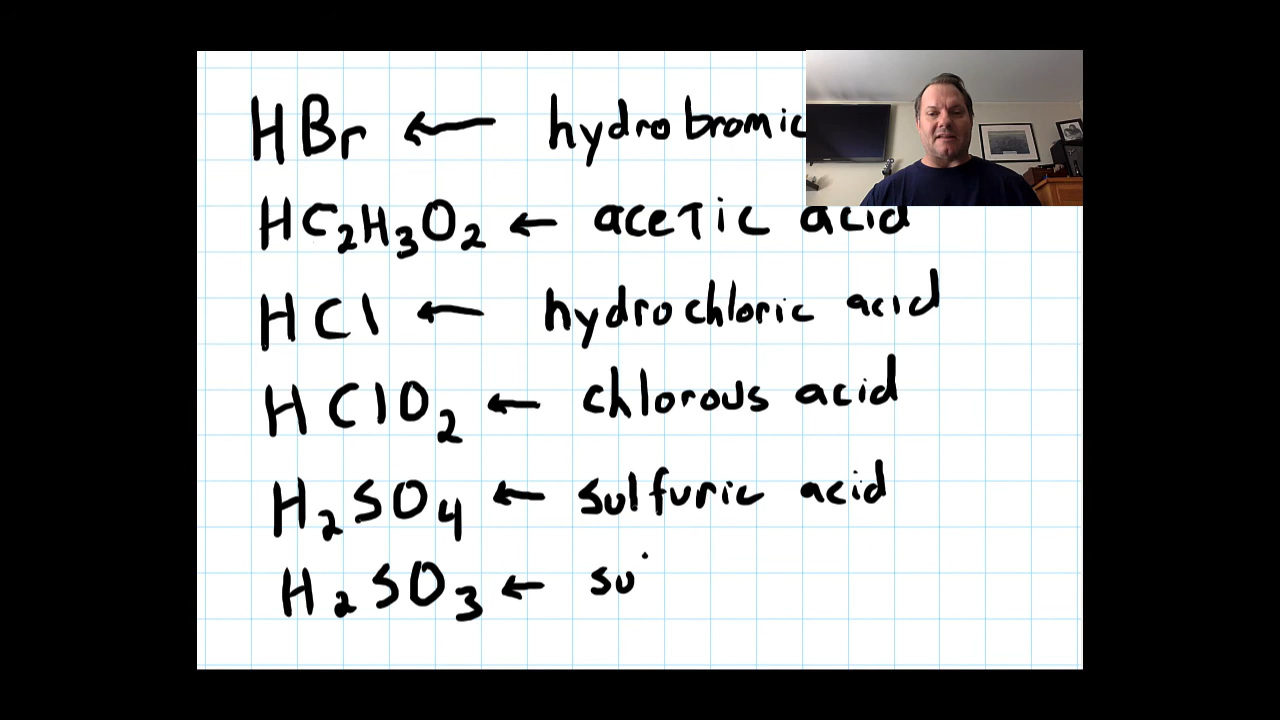 HBr ← hydrobromic
HC₂H₃O₂ ← acetic acid
HCl ← hydrochloric acid
HClO₂ ← chlorous acid
H₂SO₄ ← sulfuric acid
H₂SO₃ ← su